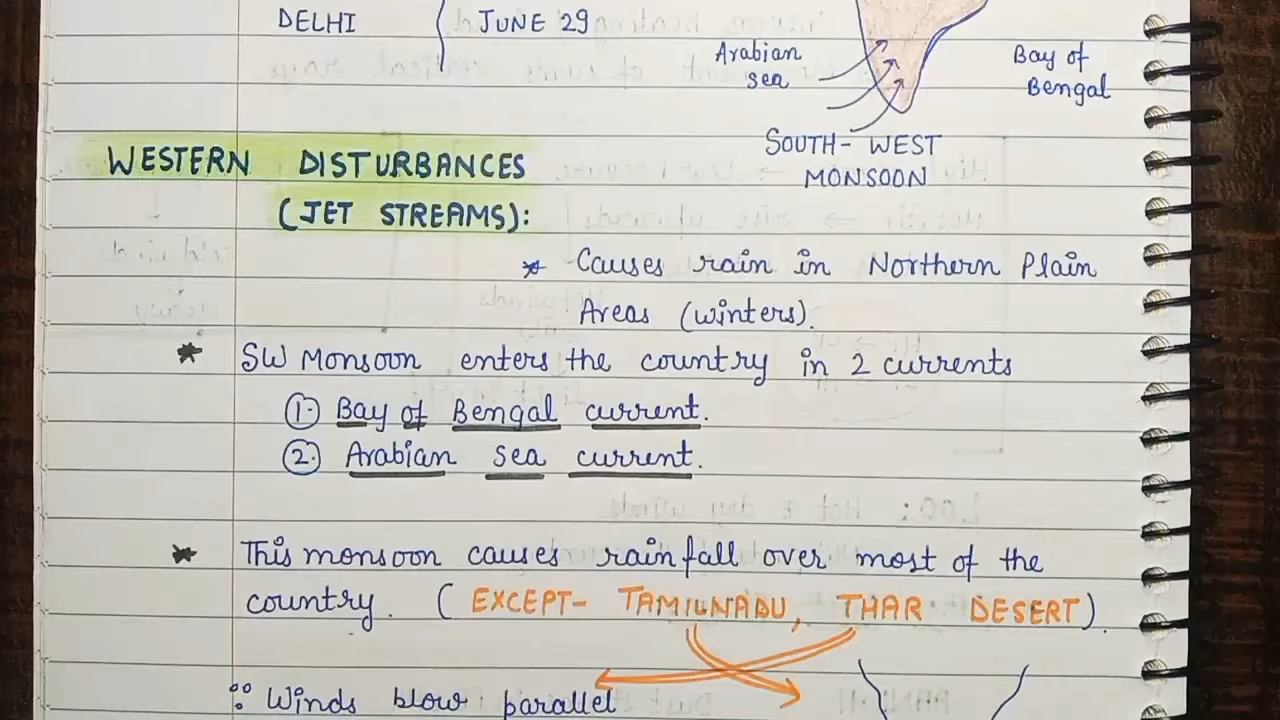 DELHI JUNE 29
Arabian sea
Bay of Bengal
SOUTH-WEST
MONSOON
WESTERN DISTURBANCES
(JET STREAMS):
* Causes rain in Northern Plain
Areas (winters).
* SW Monsoon enters the country in 2 currents
① Bay of Bengal current.
② Arabian sea current.
* This monsoon causes rainfall over most of the
country. (EXCEPT- TAMILNADU, THAR DESERT).
Winds blow parallel